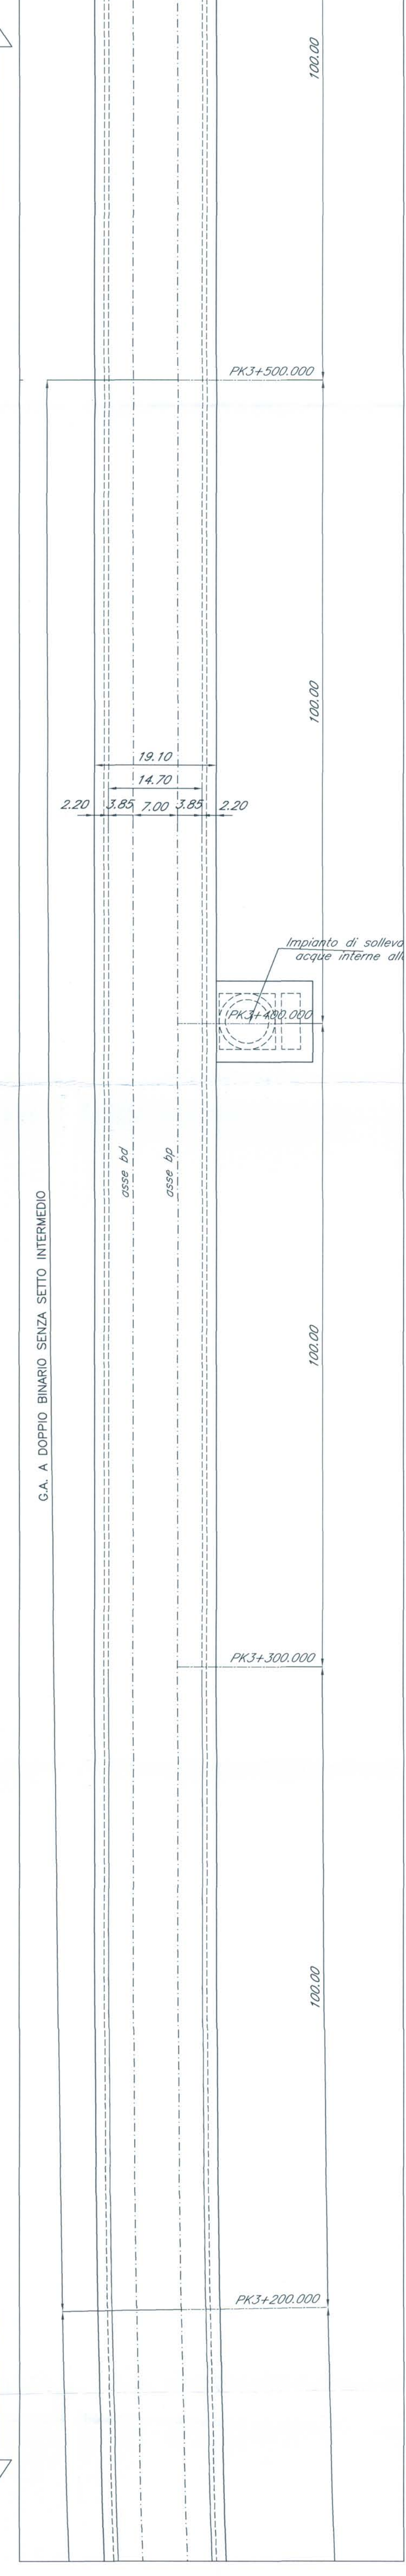 100.00
PK3+500.000
100.00
19.10
14.70
2.20 3.85 7.00 3.85 2.20
Impianto di solleva
acque interne all
PK3+400.000
asse bd
asse bp
G.A. A DOPPIO BINARIO SENZA SETTO INTERMEDIO
100.00
PK3+300.000
100.00
PK3+200.000